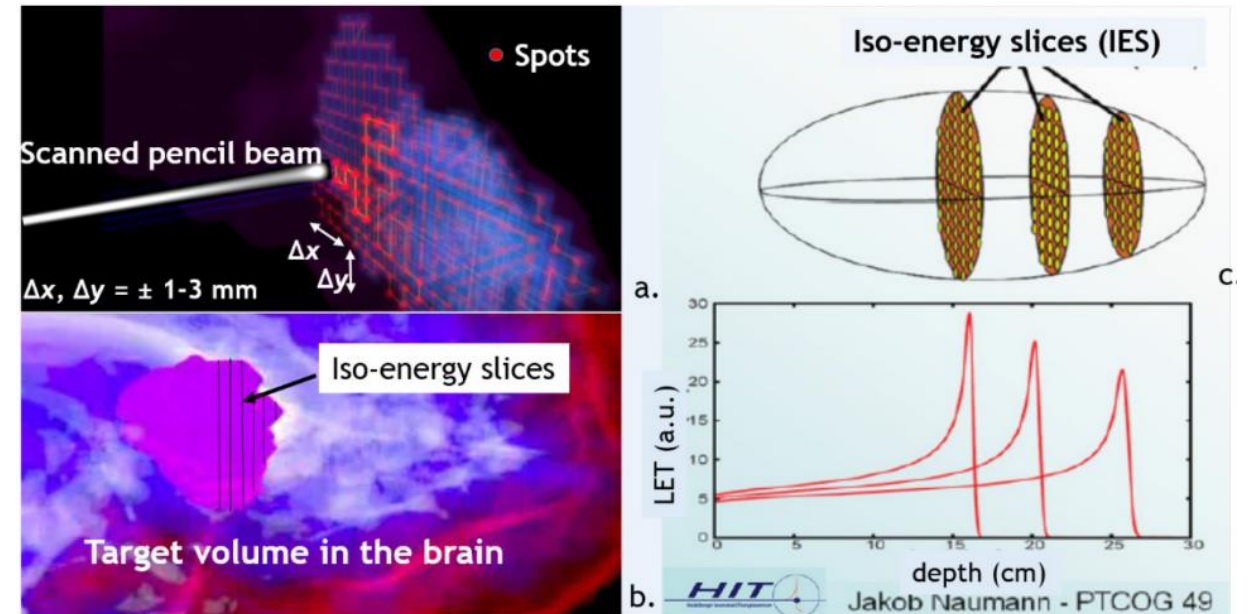 Spots
Scanned pencil beam
Δx
Δy
Δx, Δy = ± 1-3 mm
a.
Iso-energy slices
Target volume in the brain
b.
Iso-energy slices (IES)
c.
30
25
20
15
10
5
0
LET (a.u.)
0 5 10 15 20 25 30
depth (cm)
HIT
Jakob Naumann - PTCOG 49